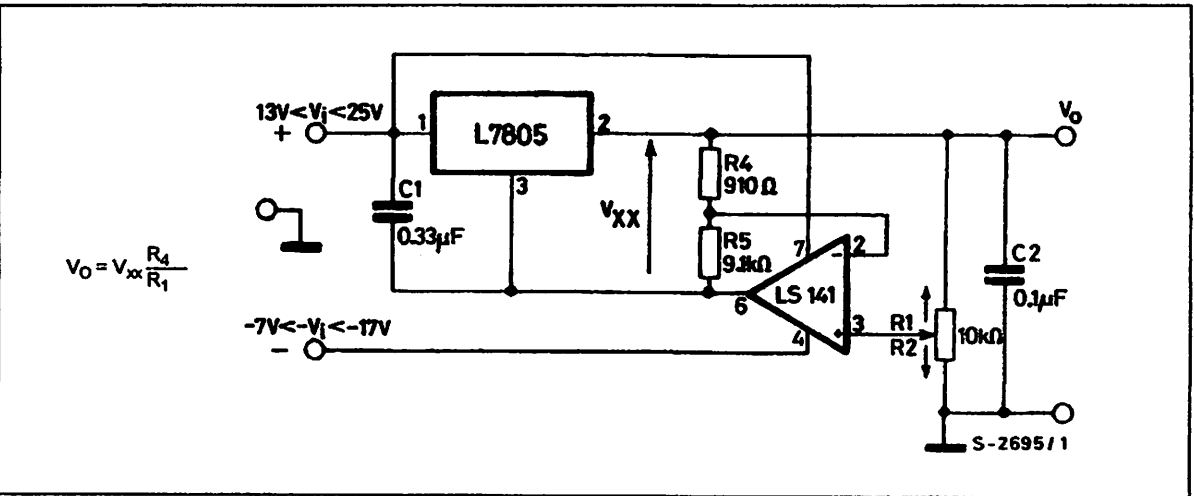 13V<Vi<25V
+
1
L7805
2
Vo
3
C1
0.33µF
VXX
R4
910Ω
R5
9.1kΩ
7
2
-
LS 141
6
4
3
+
R1
R2
10kΩ
C2
0.1µF
VO = Vxx R4
R1
-7V<-Vi<-17V
-
S-2695/1